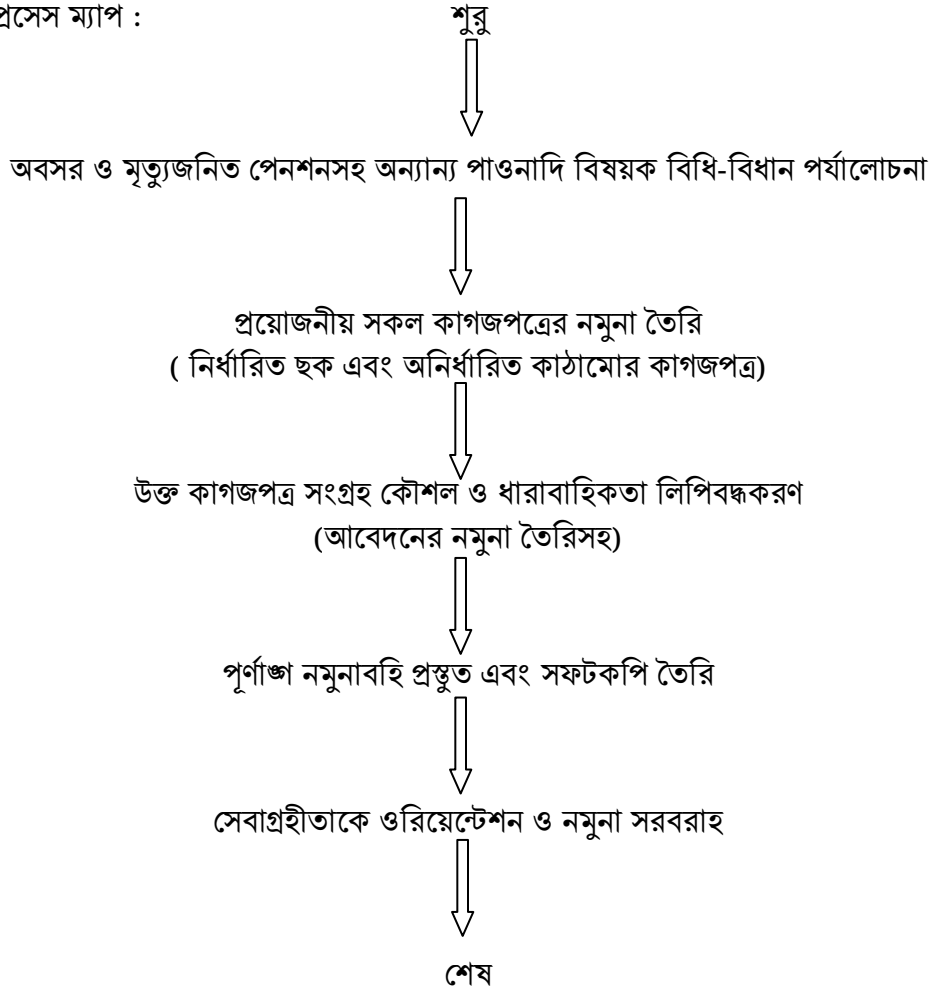 প্রসেস ম্যাপ : শুরু
অবসর ও মৃত্যুজনিত পেনশনসহ অন্যান্য পাওনাদি বিষয়ক বিধি-বিধান পর্যালোচনা
প্রয়োজনীয় সকল কাগজপত্রের নমুনা তৈরি
( নির্ধারিত ছক এবং অনির্ধারিত কাঠামোর কাগজপত্র)
উক্ত কাগজপত্র সংগ্রহ কৌশল ও ধারাবাহিকতা লিপিবদ্ধকরণ
(আবেদনের নমুনা তৈরিসহ)
পূর্ণাঙ্গ নমুনাবহি প্রস্তুত এবং সফটকপি তৈরি
সেবাগ্রহীতাকে ওরিয়েন্টেশন ও নমুনা সরবরাহ
শেষ